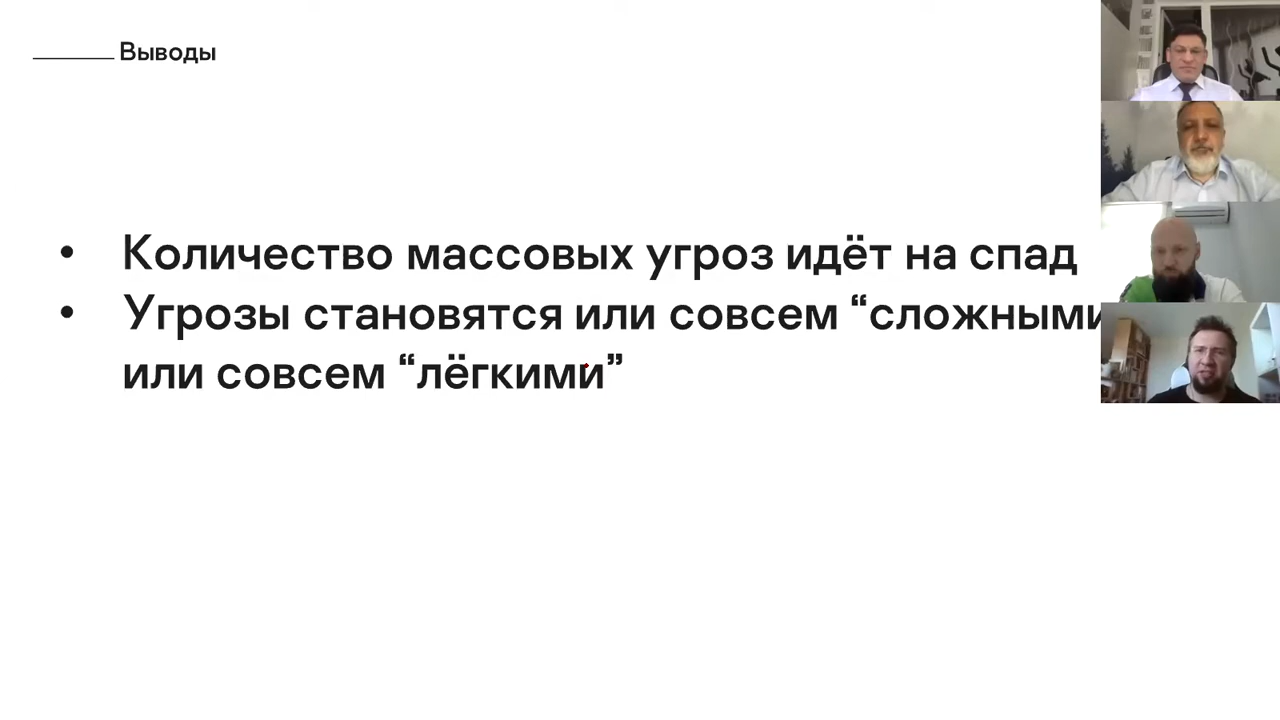 Выводы
• Количество массовых угроз идёт на спад
• Угрозы становятся или совсем “сложными
или совсем “лёгкими”